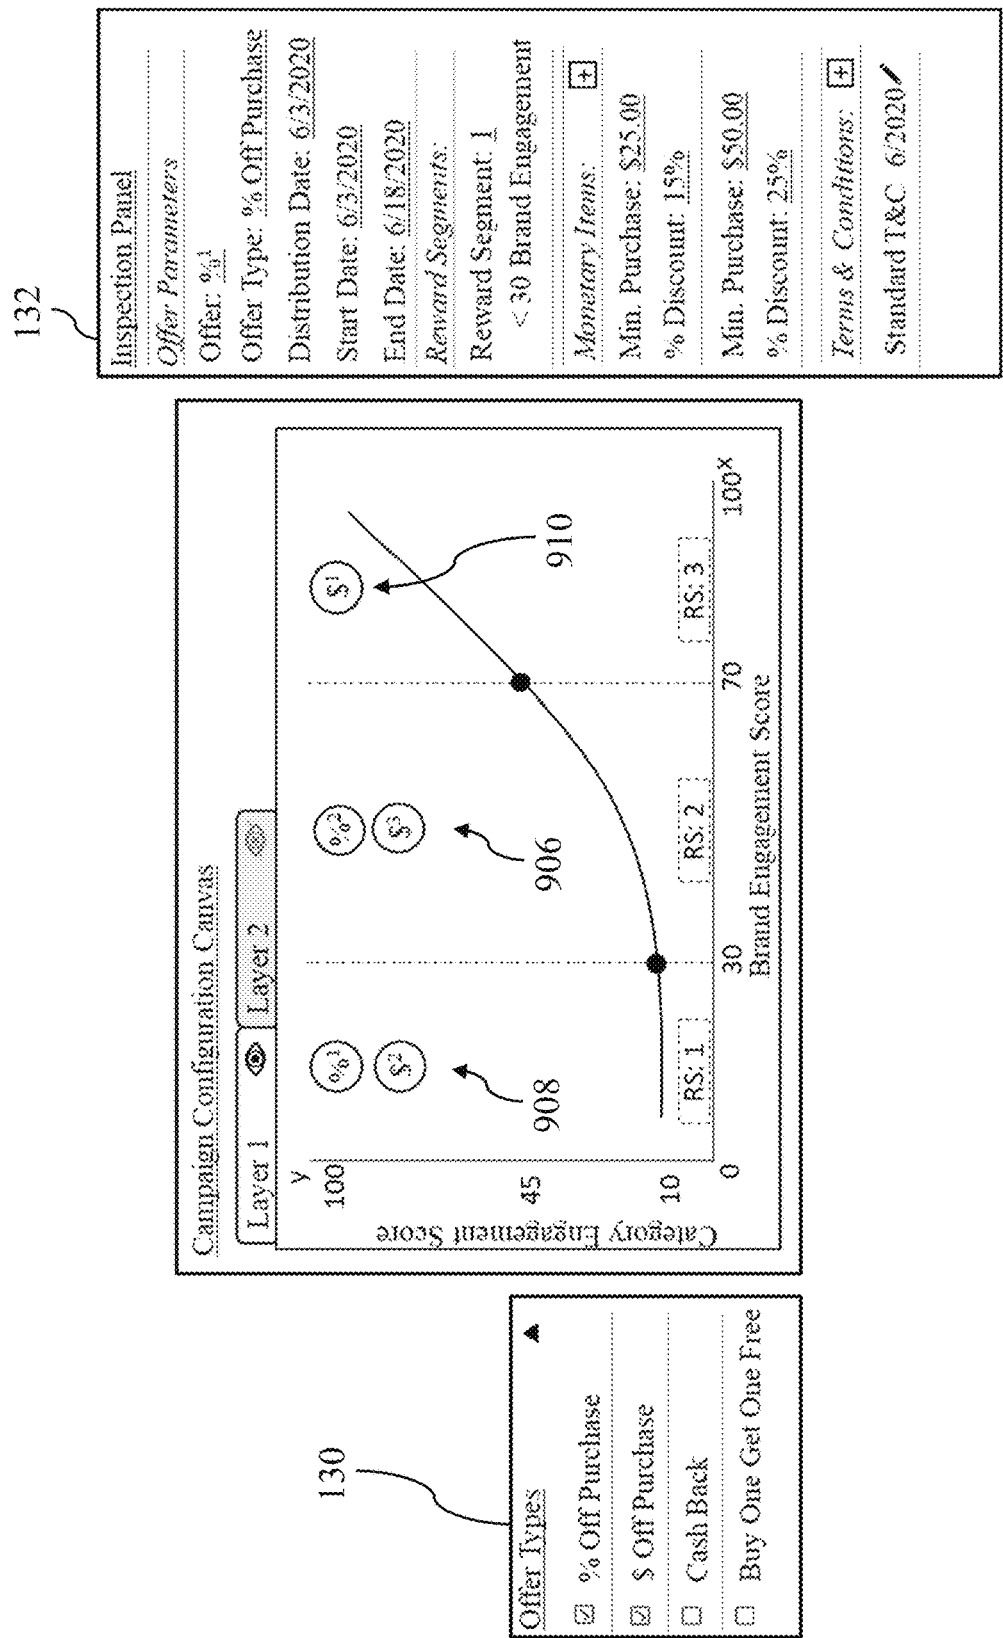 130
Offer Types ▲
☑ % Off Purchase
☑ $ Off Purchase
☐ Cash Back
☐ Buy One Get One Free
Campaign Configuration Canvas
Layer 1
Layer 2
y
100
45
10
0
Category Engagement Score
%1
$2
908
RS: 1
30
%2
$3
906
RS: 2
70
$1
910
RS: 3
100
x
Brand Engagement Score
132
Inspection Panel
Offer Parameters
Offer: %1
Offer Type: % Off Purchase
Distribution Date: 6/3/2020
Start Date: 6/3/2020
End Date: 6/18/2020
Reward Segments:
Reward Segment: 1
< 30 Brand Engagement
Monetary Items: +
Min. Purchase: $25.00
% Discount: 15%
Min. Purchase: $50.00
% Discount: 25%
Terms & Conditions: +
Standard T&C 6/2020